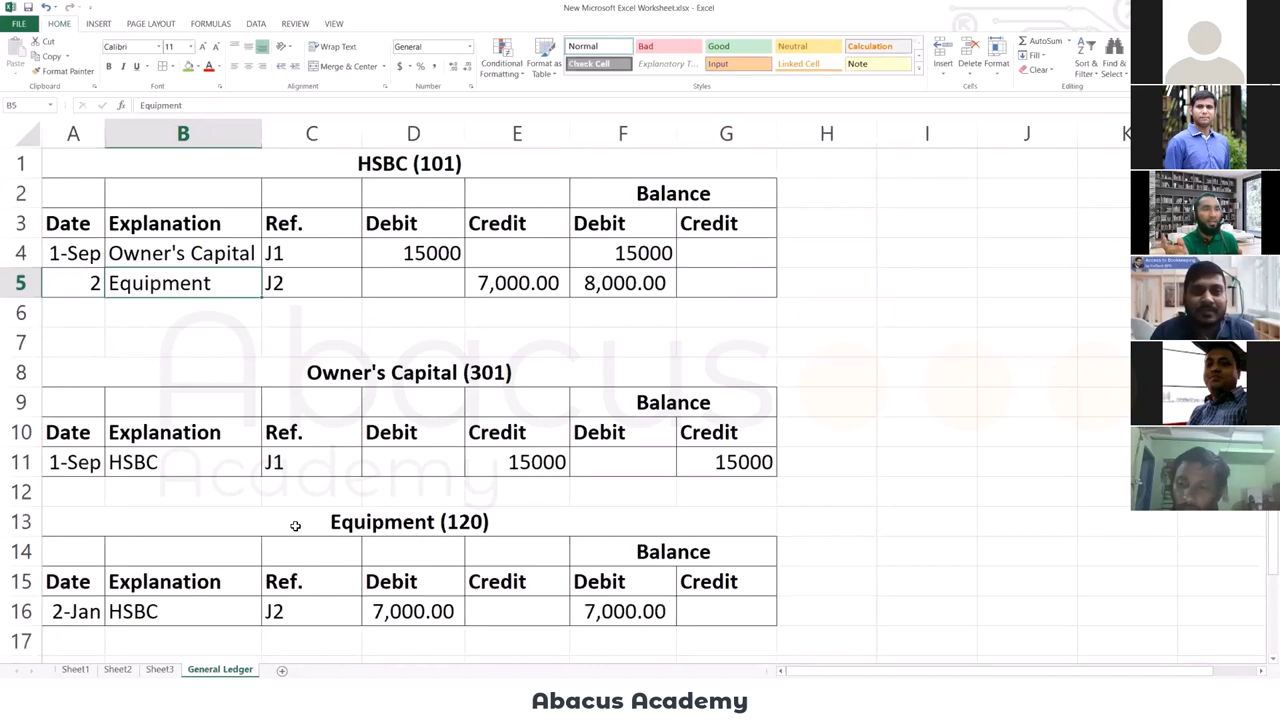 New Microsoft Excel Worksheet.xlsx - Excel
FILE HOME INSERT PAGE LAYOUT FORMULAS DATA REVIEW VIEW
Cut
Copy
Format Painter
Paste
Clipboard
Calibri 11
B I U
Font
Wrap Text
Merge & Center
Alignment
General
$ % ,
Number
Conditional Formatting
Format as Table
Normal Bad Good Neutral Calculation
Check Cell Explanatory T... Input Linked Cell Note
Styles
Insert Delete Format
Cells
AutoSum
Fill
Clear
Sort & Filter
Find & Select
Editing
B5 fx Equipment
A B C D E F G H I J K
1 HSBC (101)
2 Balance
3 Date Explanation Ref. Debit Credit Debit Credit
4 1-Sep Owner's Capital J1 15000 15000
5 2 Equipment J2 7,000.00 8,000.00
6
7
8 Owner's Capital (301)
9 Balance
10 Date Explanation Ref. Debit Credit Debit Credit
11 1-Sep HSBC J1 15000 15000
12
13 Equipment (120)
14 Balance
15 Date Explanation Ref. Debit Credit Debit Credit
16 2-Jan HSBC J2 7,000.00 7,000.00
17
Abacus
Academy
Sheet1 Sheet2 Sheet3 General Ledger
Abacus Academy